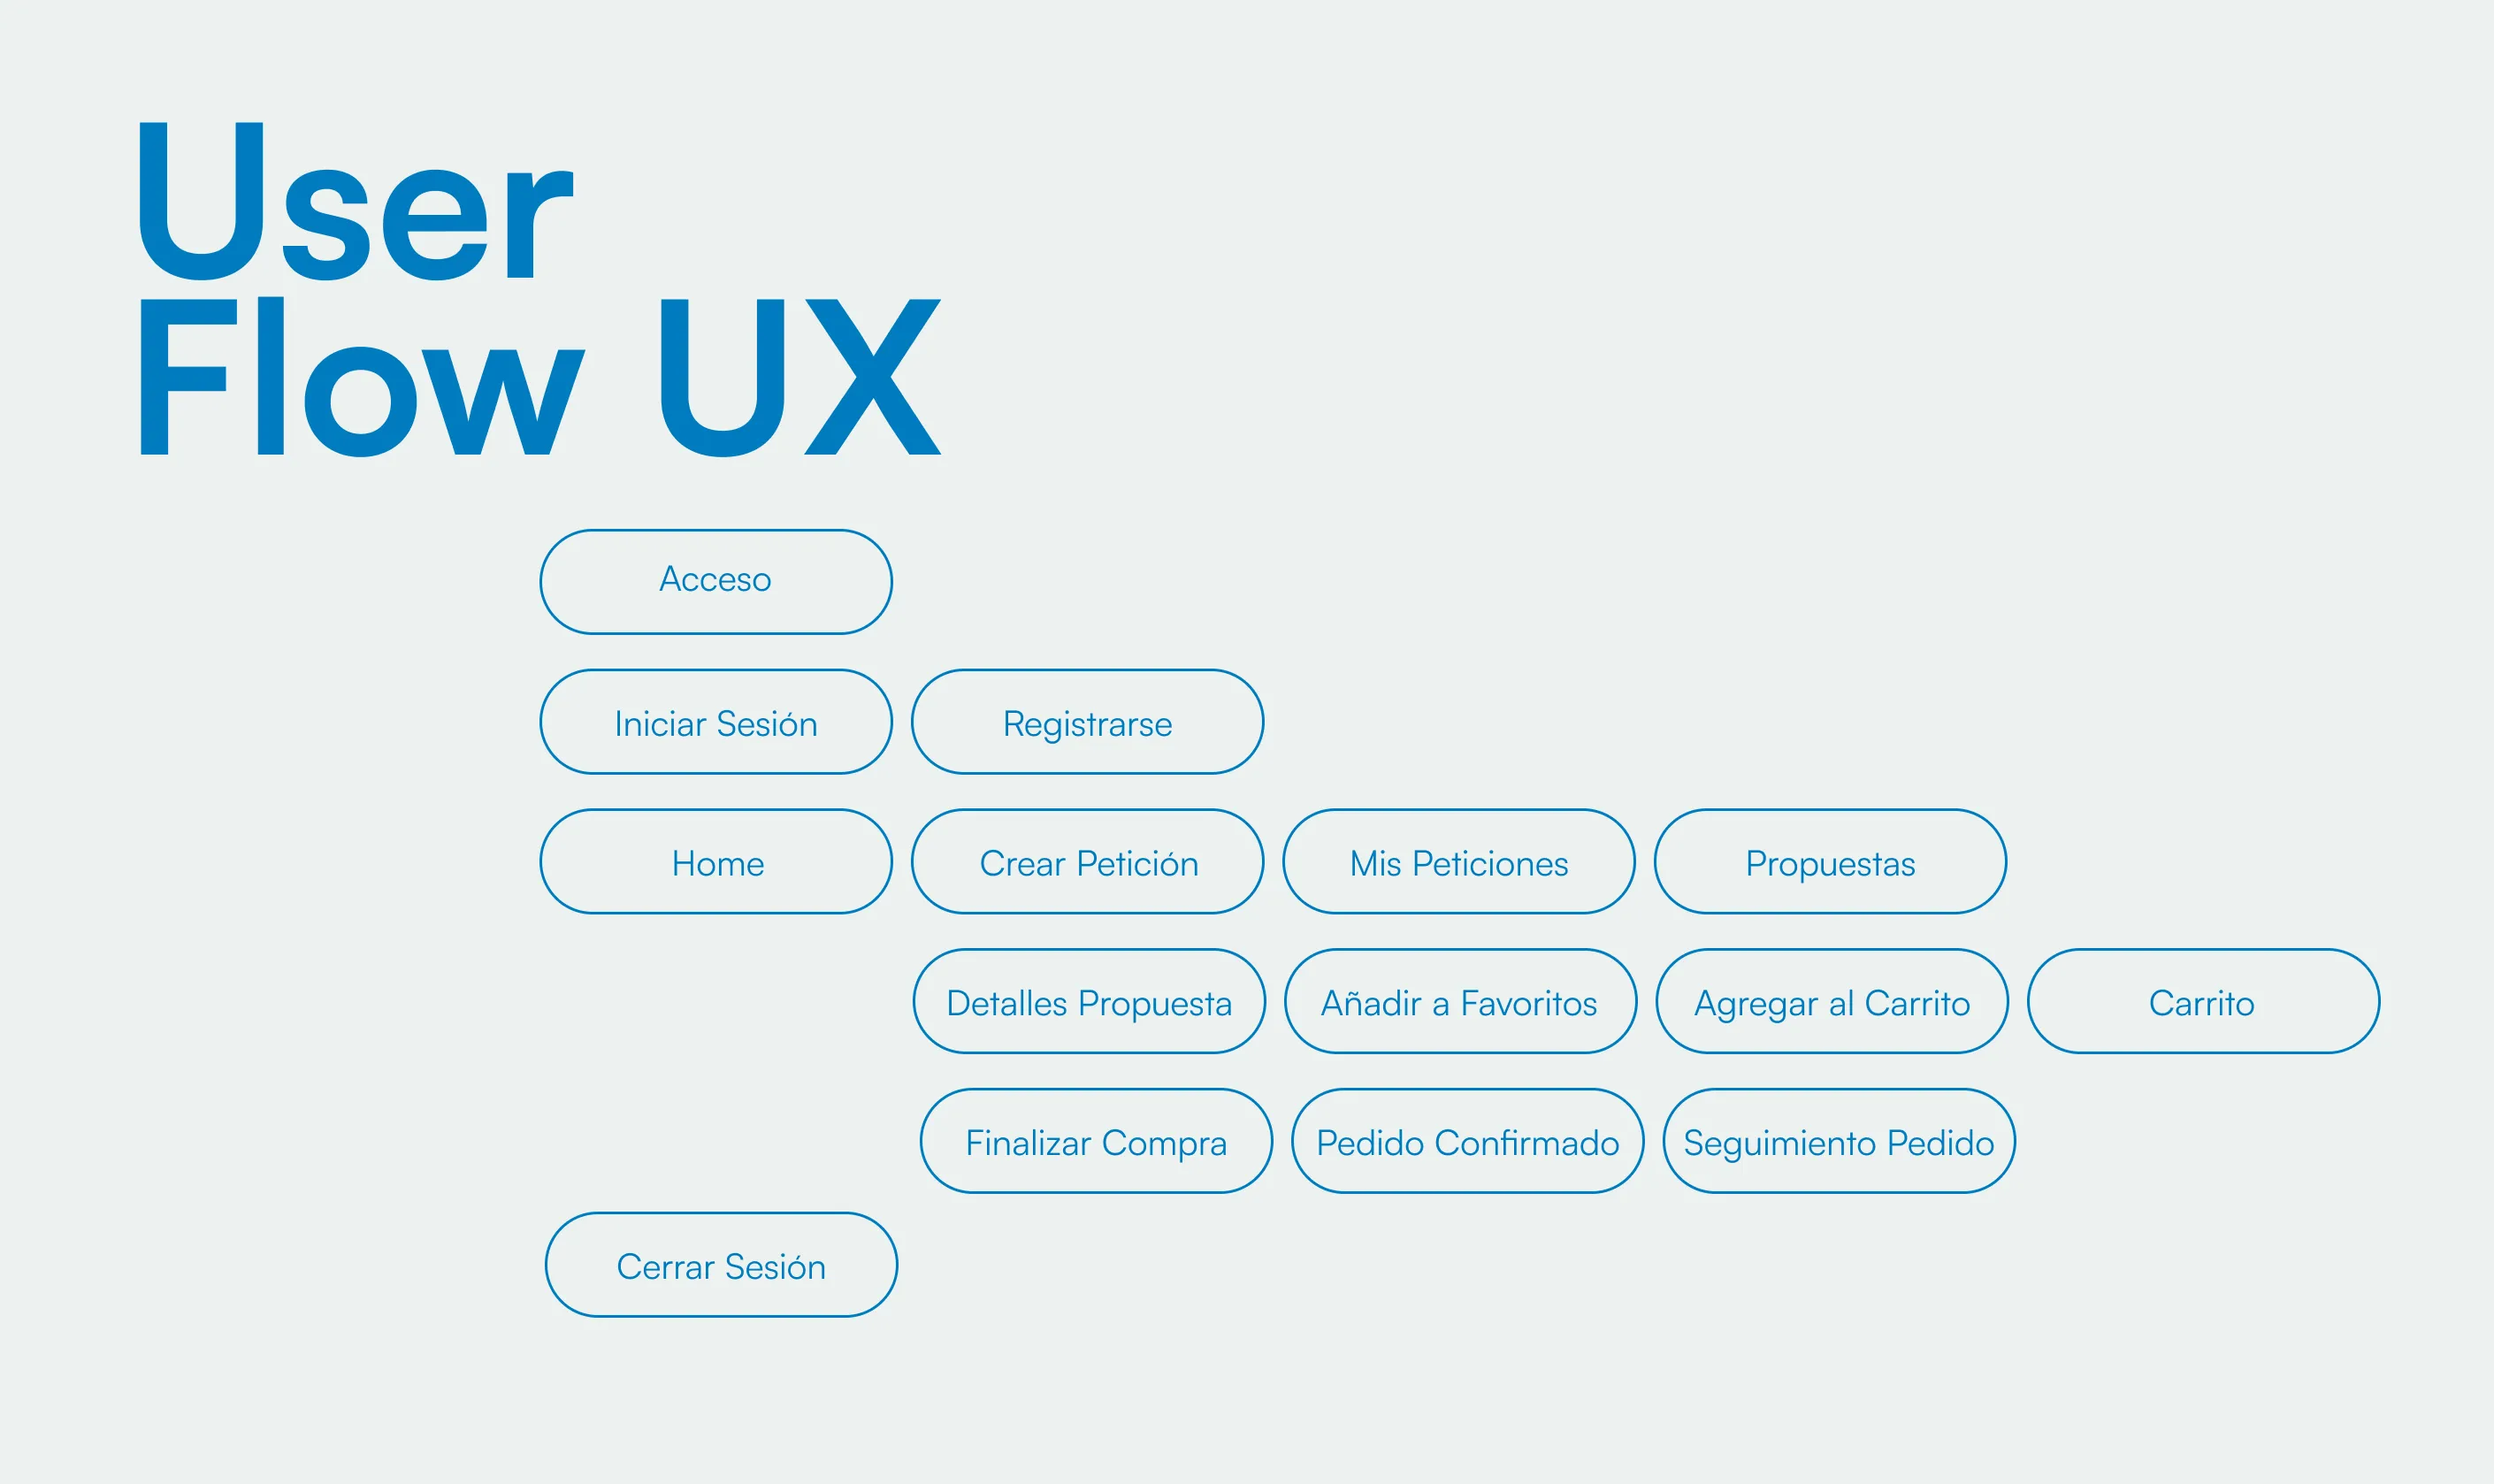 User
Flow UX
Acceso
Iniciar Sesión
Registrarse
Home
Crear Petición
Mis Peticiones
Propuestas
Detalles Propuesta
Añadir a Favoritos
Agregar al Carrito
Carrito
Finalizar Compra
Pedido Confirmado
Seguimiento Pedido
Cerrar Sesión